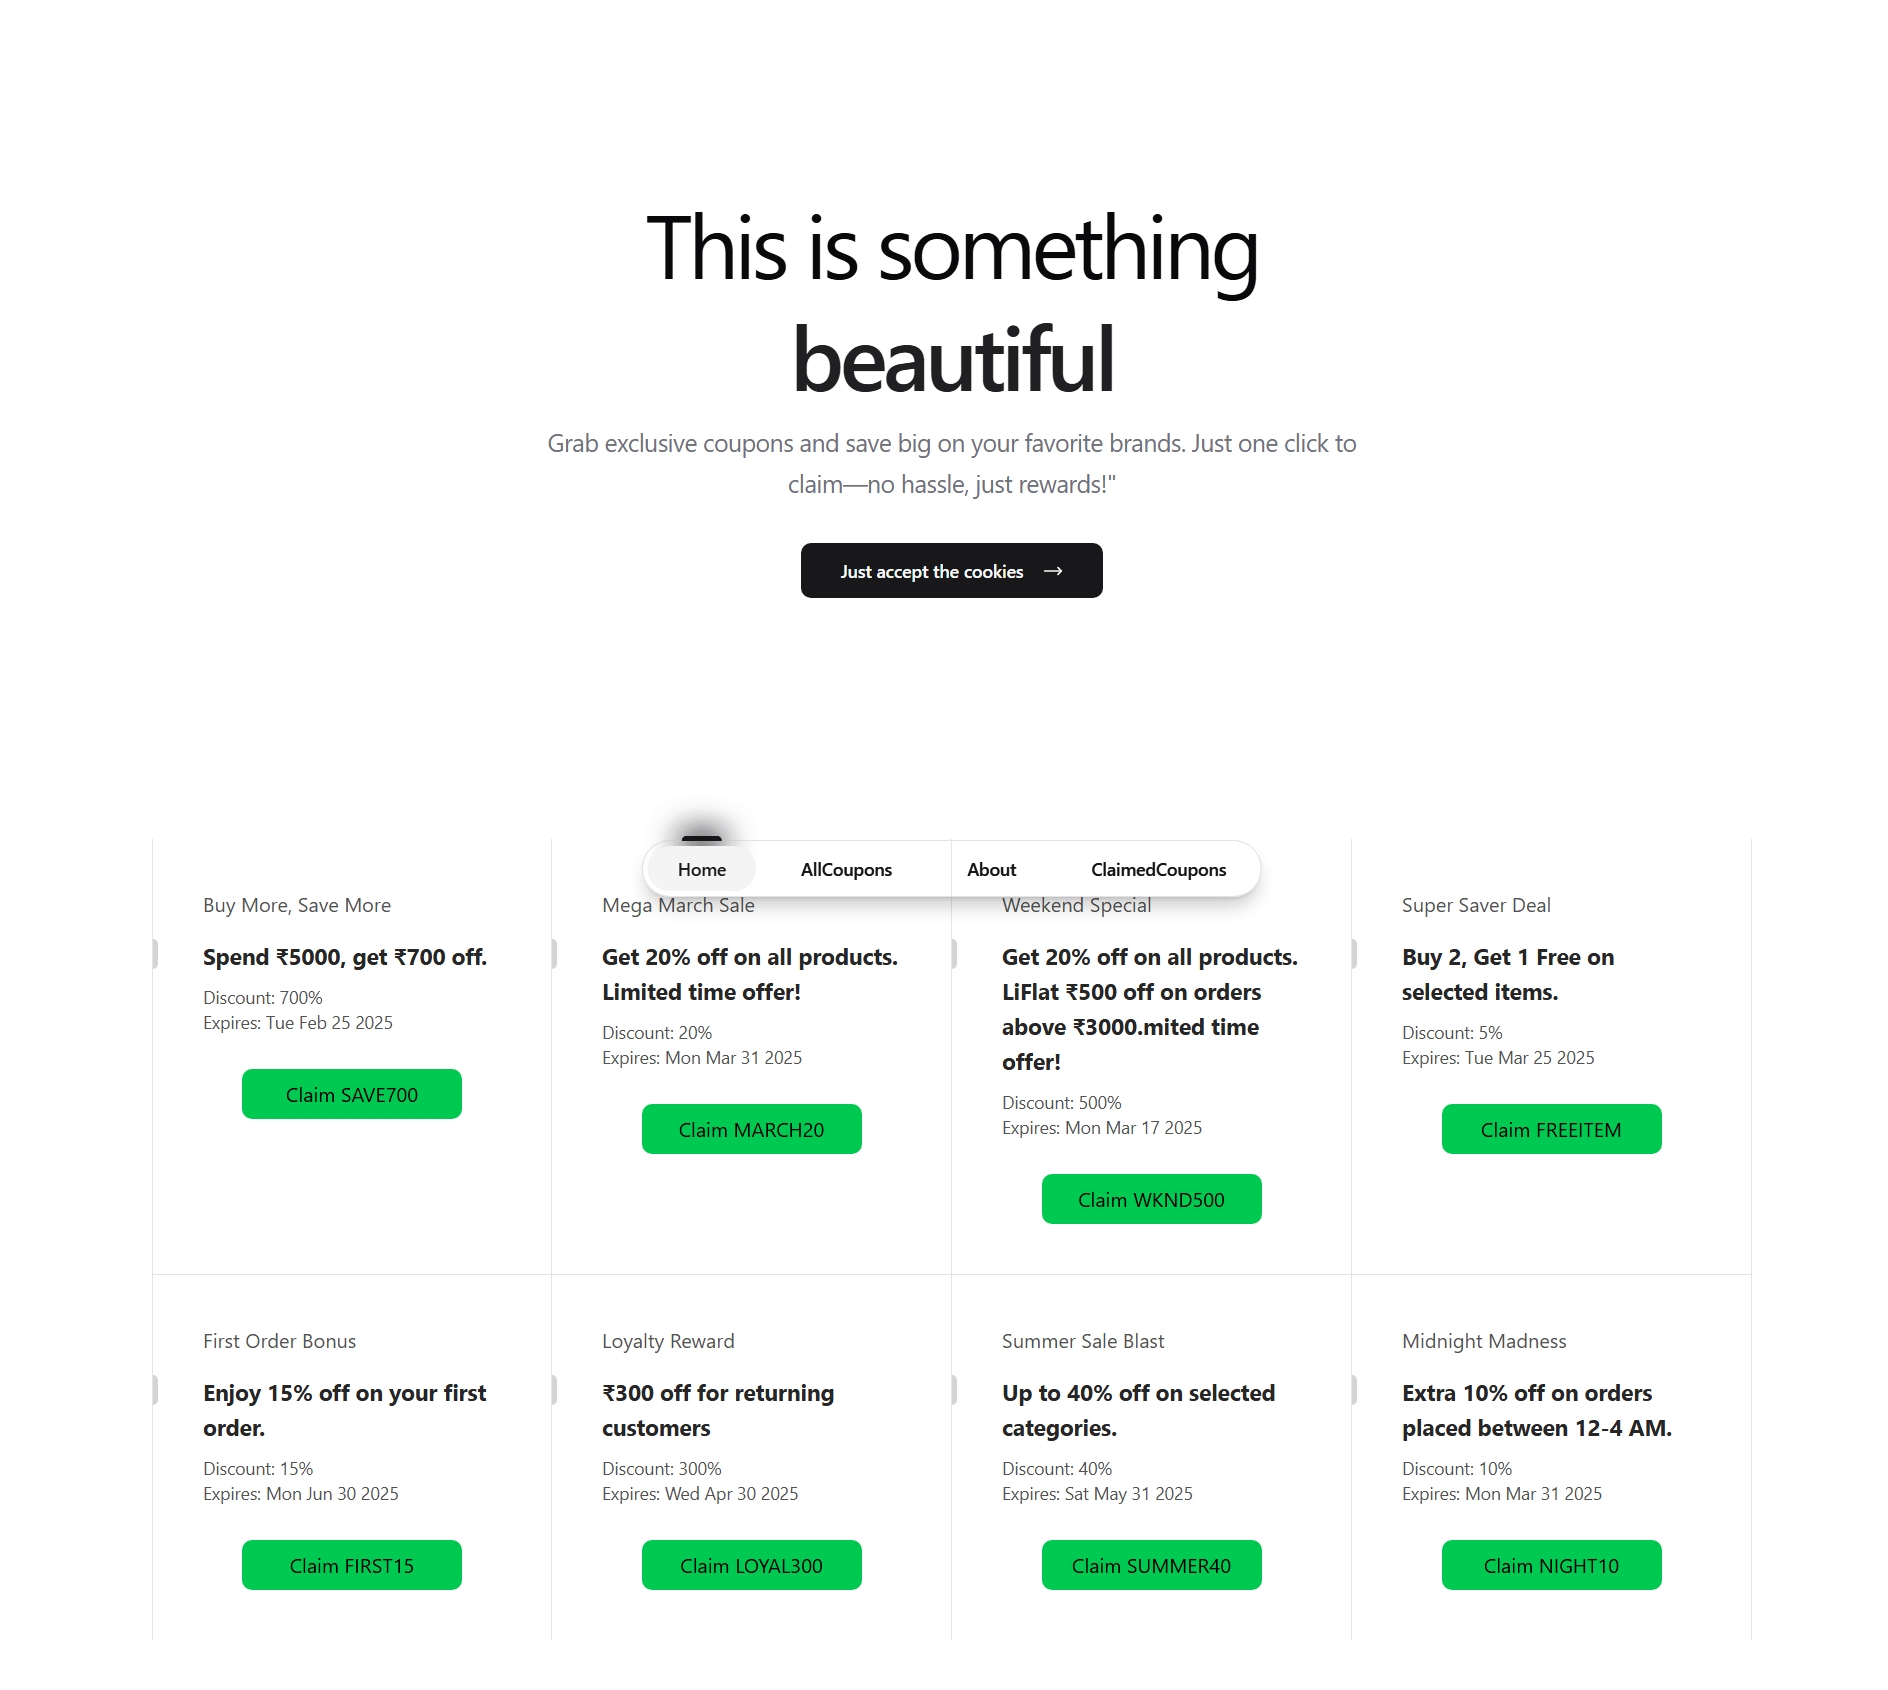 This is something
beautiful
Grab exclusive coupons and save big on your favorite brands. Just one click to
claim—no hassle, just rewards!"
Just accept the cookies →
Home
AllCoupons
About
ClaimedCoupons
Buy More, Save More
Spend ₹5000, get ₹700 off.
Discount: 700%
Expires: Tue Feb 25 2025
Claim SAVE700
Mega March Sale
Get 20% off on all products.
Limited time offer!
Discount: 20%
Expires: Mon Mar 31 2025
Claim MARCH20
Weekend Special
Get 20% off on all products.
LiFlat ₹500 off on orders
above ₹3000.mited time
offer!
Discount: 500%
Expires: Mon Mar 17 2025
Claim WKND500
Super Saver Deal
Buy 2, Get 1 Free on
selected items.
Discount: 5%
Expires: Tue Mar 25 2025
Claim FREEITEM
First Order Bonus
Enjoy 15% off on your first
order.
Discount: 15%
Expires: Mon Jun 30 2025
Claim FIRST15
Loyalty Reward
₹300 off for returning
customers
Discount: 300%
Expires: Wed Apr 30 2025
Claim LOYAL300
Summer Sale Blast
Up to 40% off on selected
categories.
Discount: 40%
Expires: Sat May 31 2025
Claim SUMMER40
Midnight Madness
Extra 10% off on orders
placed between 12-4 AM.
Discount: 10%
Expires: Mon Mar 31 2025
Claim NIGHT10